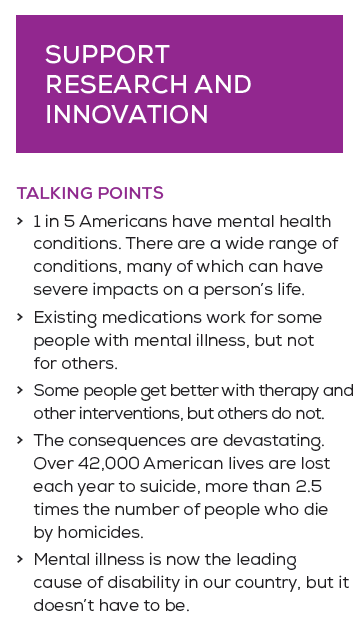 SUPPORT
RESEARCH AND
INNOVATION
TALKING POINTS
> 1 in 5 Americans have mental health
conditions. There are a wide range of
conditions, many of which can have
severe impacts on a person’s life.
> Existing medications work for some
people with mental illness, but not
for others.
> Some people get better with therapy and
other interventions, but others do not.
> The consequences are devastating.
Over 42,000 American lives are lost
each year to suicide, more than 2.5
times the number of people who die
by homicides.
> Mental illness is now the leading
cause of disability in our country, but it
doesn’t have to be.